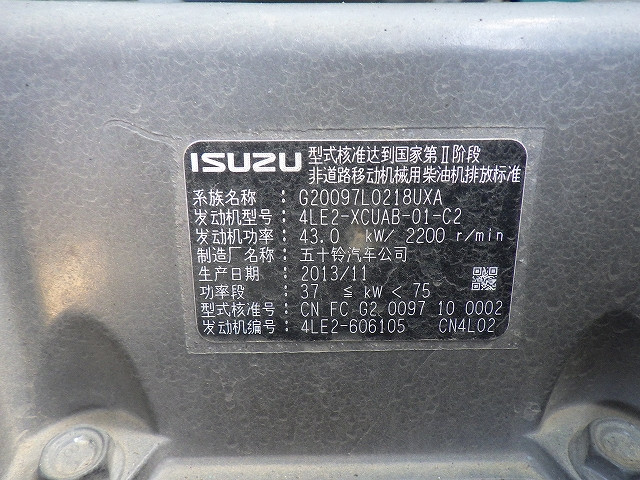 ISUZU 型式核准达到国家第Ⅱ阶段
非道路移动机械用柴油机排放标准
系族名称： G20097L0218UXA
发动机型号： 4LE2-XCUAB-01-C2
发动机功率： 43.0 kW/ 2200 r/min
制造厂名称： 五十铃汽车公司
生产日期： 2013/11
功率段： 37 ≦ kW < 75
型式核准号： CN FC G2 0097 10 0002
发动机编号： 4LE2-606105 CN4L02